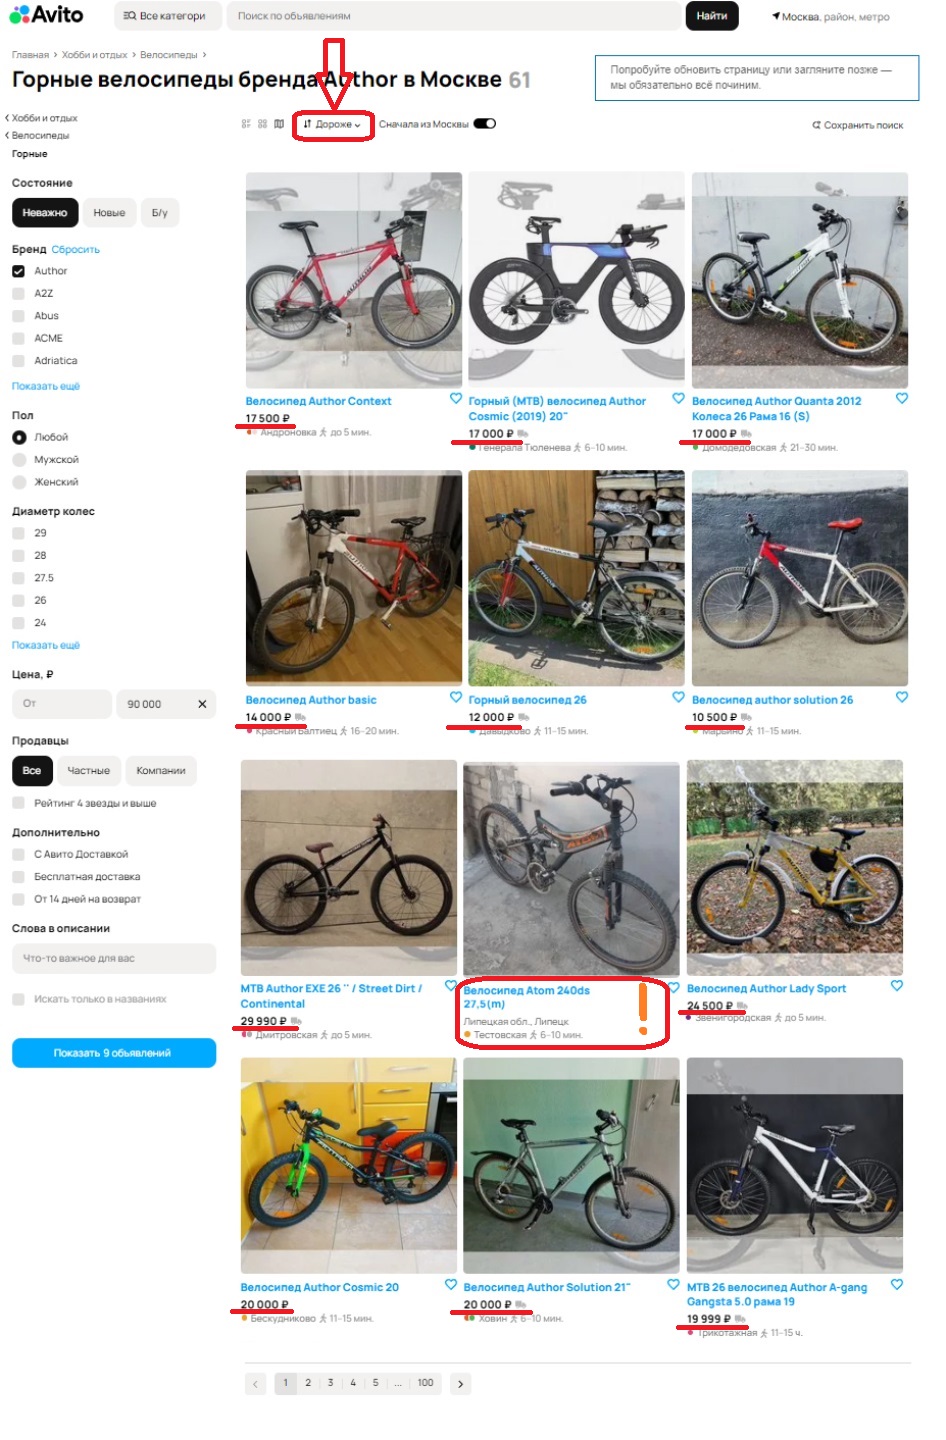 Avito
Все категори
Поиск по объявлениям
Найти
Москва, район, метро
Главная > Хобби и отдых > Велосипеды >
Горные велосипеды бренда Author в Москве 61
Попробуйте обновить страницу или загляните позже —
мы обязательно всё починим.
Хобби и отдых
Велосипеды
Горные
Дороже
Сначала из Москвы
Сохранить поиск
Состояние
Неважно
Новые
Б/у
Бренд Сбросить
Author
A2Z
Abus
ACME
Adriatica
Показать ещё
Пол
Любой
Мужской
Женский
Диаметр колес
29
28
27.5
26
24
Показать ещё
Цена, ₽
От
90 000
Продавцы
Все
Частные
Компании
Рейтинг 4 звезды и выше
Дополнительно
С Авито Доставкой
Бесплатная доставка
От 14 дней на возврат
Слова в описании
Что-то важное для вас
Искать только в названиях
Показать 9 объявлений
Велосипед Author Context
17 500 ₽
Андроновка до 5 мин.
Горный (MTB) велосипед Author
Cosmic (2019) 20"
17 000 ₽
Генерала Тюленева 6–10 мин.
Велосипед Author Quanta 2012
Колеса 26 Рама 16 (S)
17 000 ₽
Домодедовская 21–30 мин.
Велосипед Author basic
14 000 ₽
Красный Балтиец 16–20 мин.
Горный велосипед 26
12 000 ₽
Давыдково 11–15 мин.
Велосипед author solution 26
10 500 ₽
Марьино 11–15 мин.
MTB Author EXE 26 '' / Street Dirt /
Continental
29 990 ₽
Дмитровская до 5 мин.
Велосипед Atom 240ds
27,5(m)
!
Липецкая обл., Липецк
Тестовская 6–10 мин.
Велосипед Author Lady Sport
24 500 ₽
Звенигородская до 5 мин.
Велосипед Author Cosmic 20
20 000 ₽
Бескудниково 11–15 мин.
Велосипед Author Solution 21"
20 000 ₽
Ховин 6–10 мин.
МТВ 26 велосипед Author A-gang
Gangsta 5.0 рама 19
19 999 ₽
Трикотажная 11–15 ч.
1 2 3 4 5 ... 100